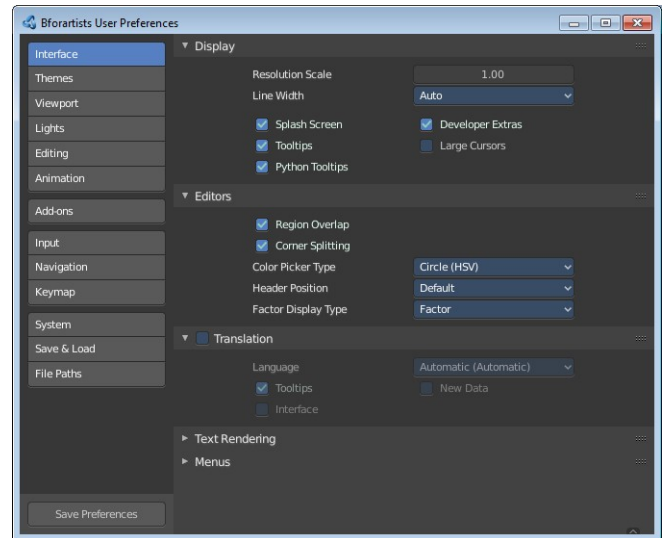 Bforartists User Preferences
Interface
Themes
Viewport
Lights
Editing
Animation
Add-ons
Input
Navigation
Keymap
System
Save & Load
File Paths
Save Preferences
Display
Resolution Scale 1.00
Line Width Auto
Splash Screen Developer Extras
Tooltips Large Cursors
Python Tooltips
Editors
Region Overlap
Corner Splitting
Color Picker Type Circle (HSV)
Header Position Default
Factor Display Type Factor
Translation
Language Automatic (Automatic)
Tooltips New Data
Interface
Text Rendering
Menus